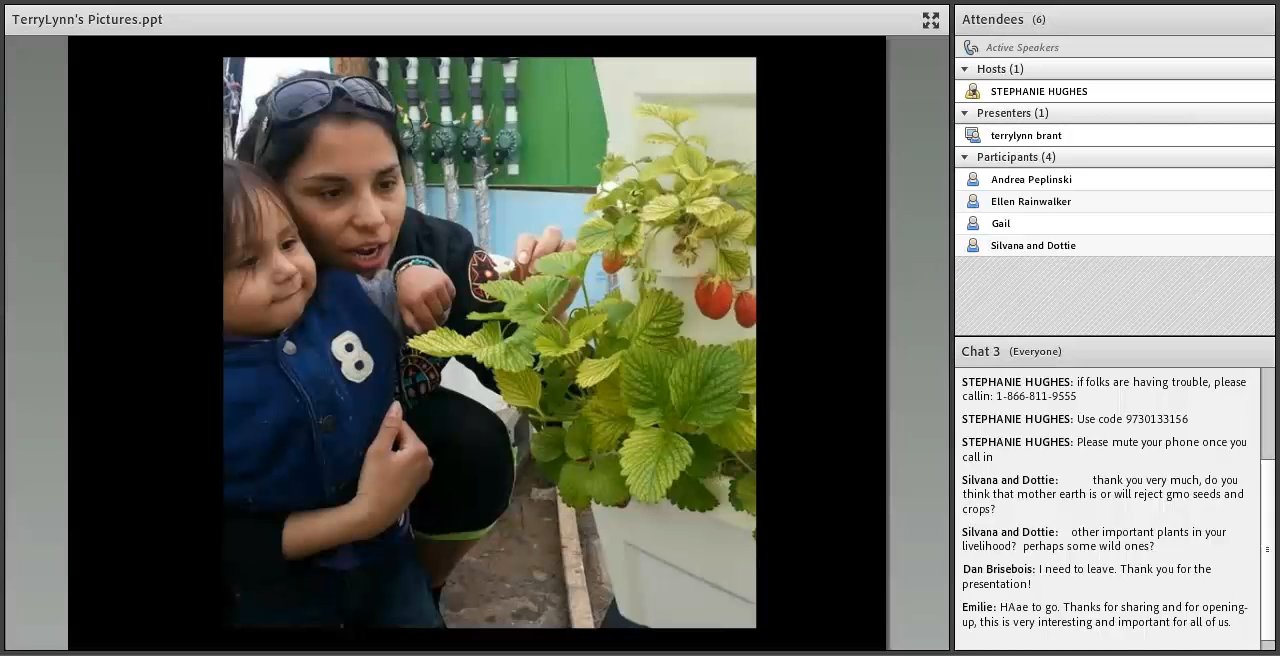 TerryLynn's Pictures.ppt
8
Attendees (6)
Active Speakers
Hosts (1)
STEPHANIE HUGHES
Presenters (1)
terrylynn brant
Participants (4)
Andrea Peplinski
Ellen Rainwalker
Gail
Silvana and Dottie
Chat 3 (Everyone)
STEPHANIE HUGHES: if folks are having trouble, please
callin: 1-866-811-9555
STEPHANIE HUGHES: Use code 9730133156
STEPHANIE HUGHES: Please mute your phone once you
call in
Silvana and Dottie: thank you very much, do you
think that mother earth is or will reject gmo seeds and
crops?
Silvana and Dottie: other important plants in your
livelihood? perhaps some wild ones?
Dan Brisebois: I need to leave. Thank you for the
presentation!
Emilie: HAae to go. Thanks for sharing and for opening-
up, this is very interesting and important for all of us.